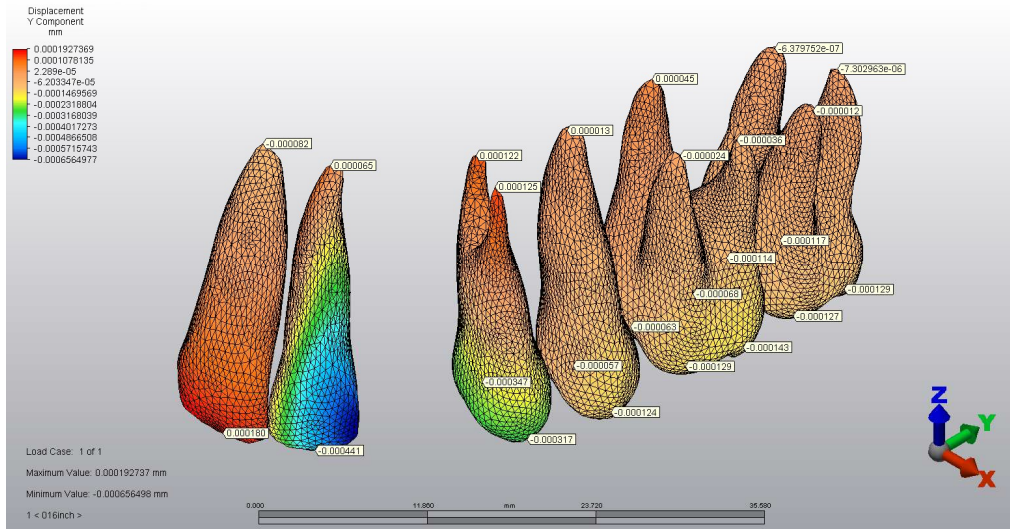 Displacement
Y Component
mm
0.0001927369
0.0001078135
2.289e-05
-6.203347e-05
-0.0001469569
-0.0002318804
-0.0003168039
-0.0004017273
-0.0004866508
-0.0005715743
-0.0006564977
-6.379752e-07
-7.302963e-06
0.000045
-0.000012
0.000013
-0.000082
-0.000036
0.000122
-0.000024
0.000065
0.000125
-0.000117
-0.000114
-0.000129
-0.000068
-0.000127
-0.000063
-0.000143
-0.000057
-0.000129
-0.000347
-0.000124
0.000180
-0.000317
-0.000441
Z
Y
X
Load Case: 1 of 1
Maximum Value: 0.000192737 mm
Minimum Value: -0.000656498 mm
1 < 016inch >
0.000 11.860 mm 23.720 35.580